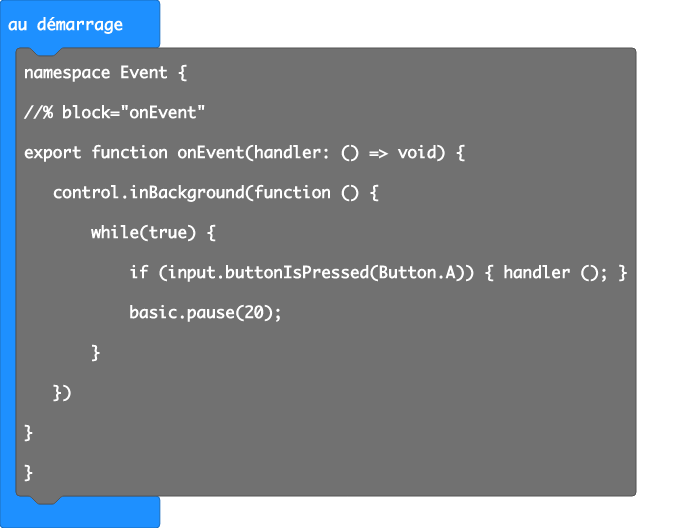 au démarrage
namespace Event {
//% block="onEvent"
export function onEvent(handler: () => void) {
control.inBackground(function () {
while(true) {
if (input.buttonIsPressed(Button.A)) { handler (); }
basic.pause(20);
}
})
}
}